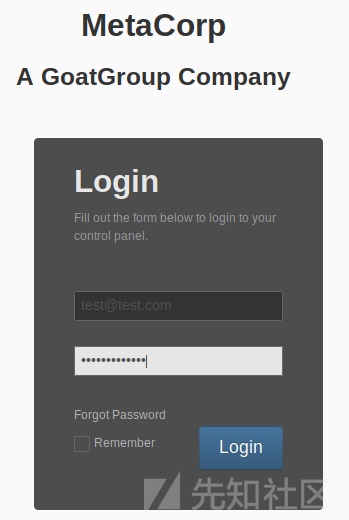 MetaCorp
A GoatGroup Company
Login
Fill out the form below to login to your
control panel.
test@test.com
•••••••••••••
Forgot Password
Remember
Login
先知社区